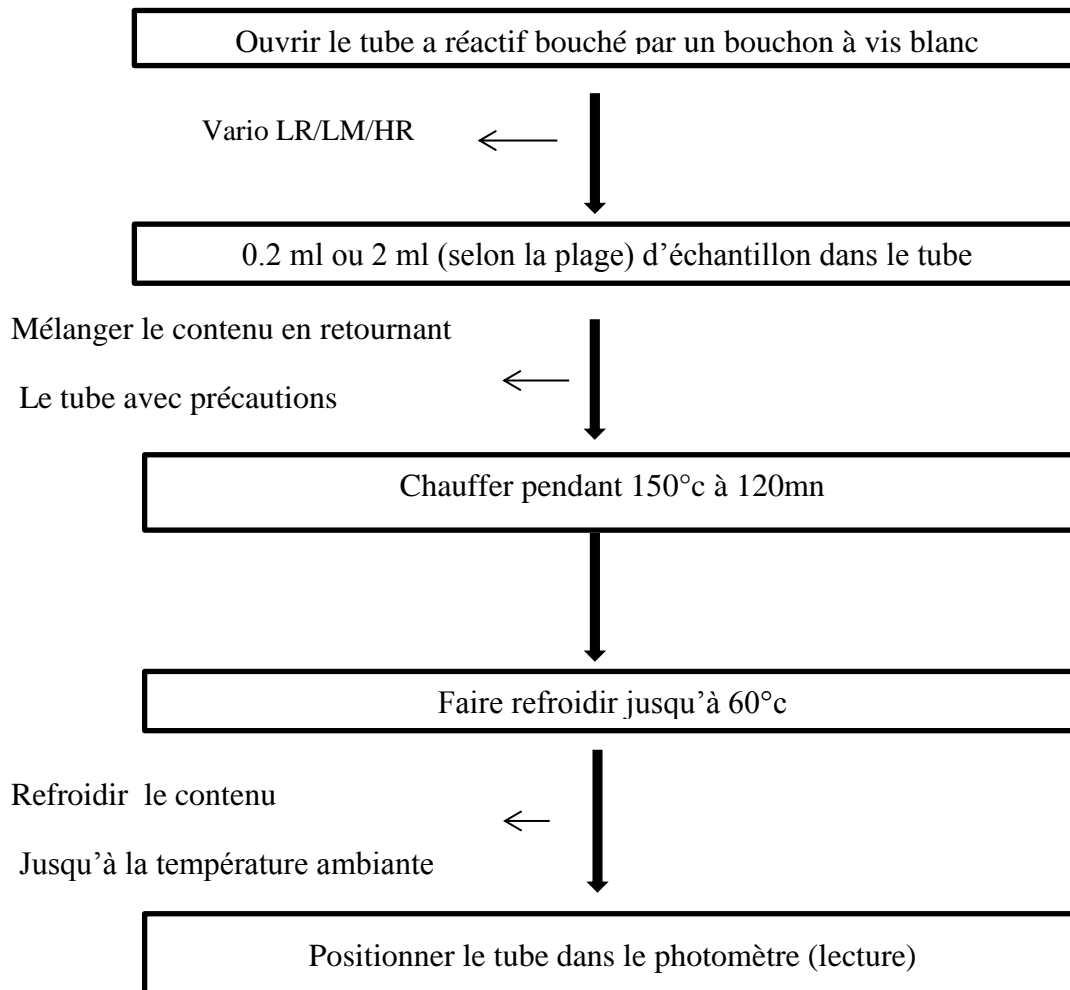 Ouvrir le tube a réactif bouché par un bouchon à vis blanc
Vario LR/LM/HR
0.2 ml ou 2 ml (selon la plage) d’échantillon dans le tube
Mélanger le contenu en retournant
Le tube avec précautions
Chauffer pendant 150°c à 120mn
Faire refroidir jusqu’à 60°c
Refroidir le contenu
Jusqu’à la température ambiante
Positionner le tube dans le photomètre (lecture)